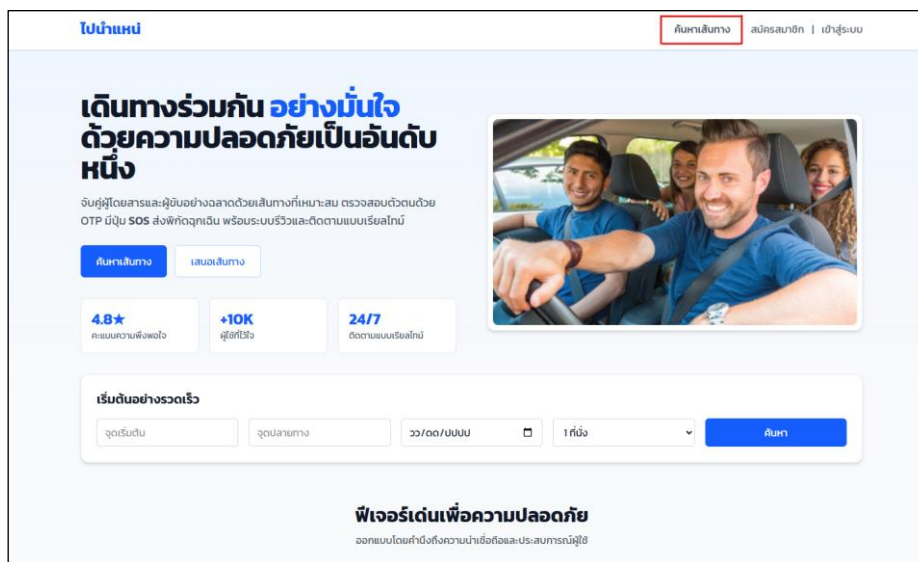 ไปนำแหน่
ค้นหาเส้นทาง สมัครสมาชิก | เข้าสู่ระบบ
เดินทางร่วมกัน อย่างมั่นใจ
ด้วยความปลอดภัยเป็นอันดับ
หนึ่ง
จับคู่ผู้โดยสารและผู้ขับอย่างฉลาดด้วยเส้นทางที่เหมาะสม ตรวจสอบตัวตนด้วย
OTP มีปุ่ม SOS ส่งพิกัดฉุกเฉิน พร้อมระบบรีวิวและติดตามแบบเรียลไทม์
ค้นหาเส้นทาง เสนอเส้นทาง
4.8★ +10K 24/7
คะแนนความพึงพอใจ ผู้ใช้ที่ไว้ใจ ติดตามแบบเรียลไทม์
เริ่มต้นอย่างรวดเร็ว
จุดเริ่มต้น จุดปลายทาง วว/ดด/ปปปป 1 ที่นั่ง ค้นหา
ฟีเจอร์เด่นเพื่อความปลอดภัย
ออกแบบโดยคำนึงถึงความน่าเชื่อถือและประสบการณ์ผู้ใช้